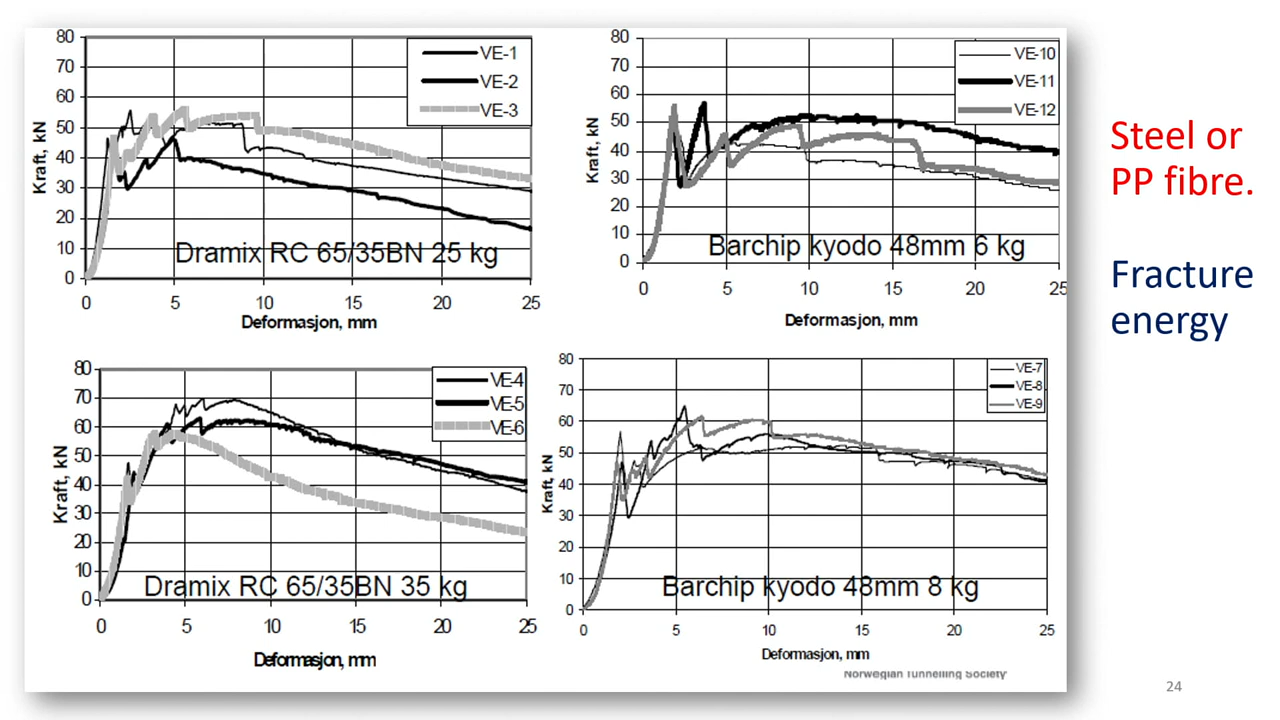 80
70
60
50
40
30
20
10
0
Kraft, kN
VE-1
VE-2
VE-3
Dramix RC 65/35BN 25 kg
0 5 10 15 20 25
Deformasjon, mm
80
70
60
50
40
30
20
10
0
Kraft, kN
VE-10
VE-11
VE-12
Barchip kyodo 48mm 6 kg
0 5 10 15 20 25
Deformasjon, mm
Steel or
PP fibre.
Fracture
energy
80
70
60
50
40
30
20
10
0
Kraft, kN
VE-4
VE-5
VE-6
Dramix RC 65/35BN 35 kg
0 5 10 15 20 25
Deformasjon, mm
80
70
60
50
40
30
20
10
0
Kraft, kN
VE-7
VE-8
VE-9
Barchip kyodo 48mm 8 kg
0 5 10 15 20 25
Deformasjon, mm
Norwegian Tunnelling Society
24